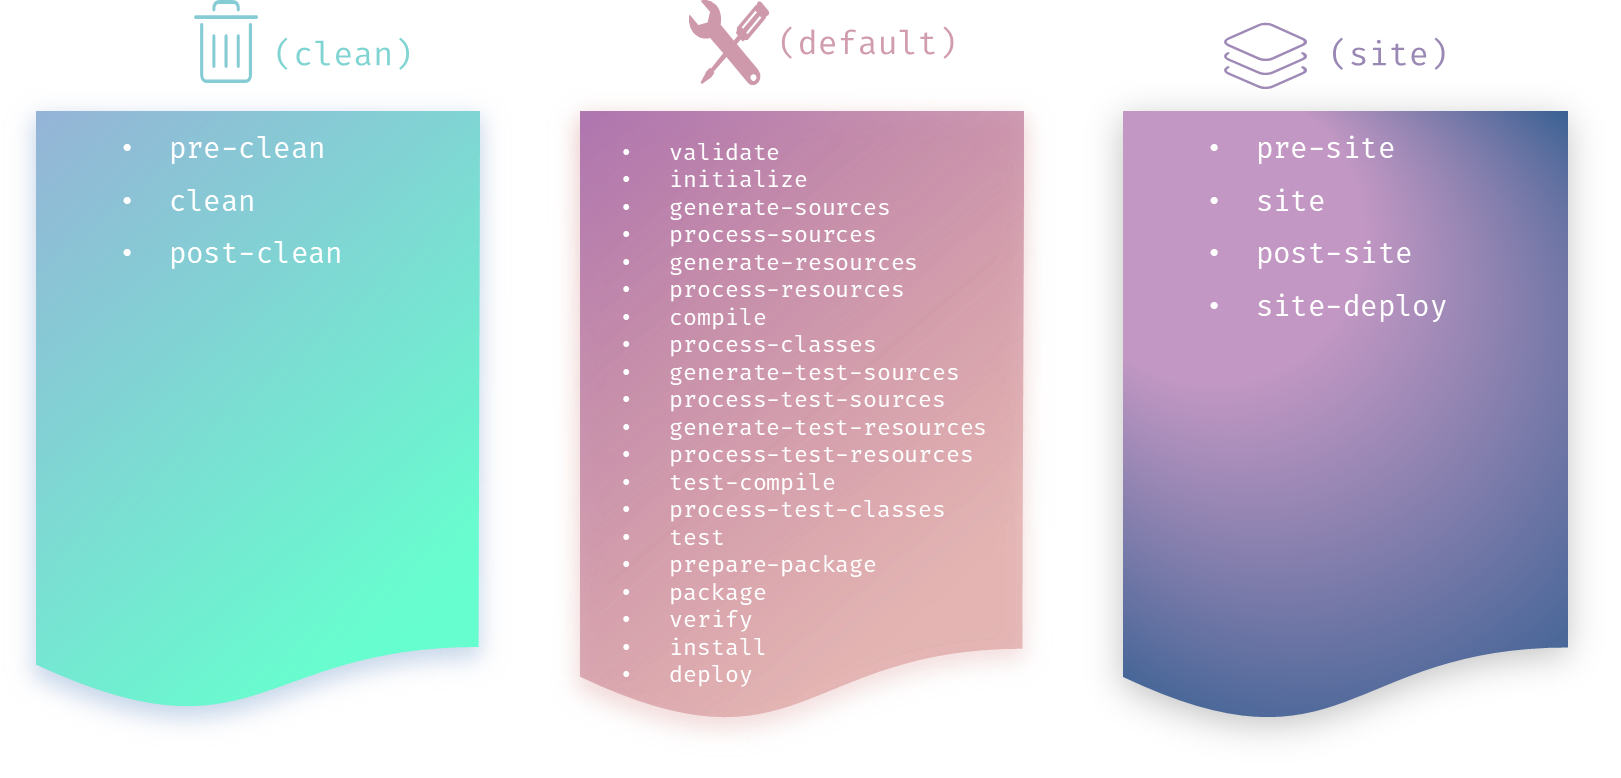 (clean)
• pre-clean
• clean
• post-clean
(default)
• validate
• initialize
• generate-sources
• process-sources
• generate-resources
• process-resources
• compile
• process-classes
• generate-test-sources
• process-test-sources
• generate-test-resources
• process-test-resources
• test-compile
• process-test-classes
• test
• prepare-package
• package
• verify
• install
• deploy
(site)
• pre-site
• site
• post-site
• site-deploy